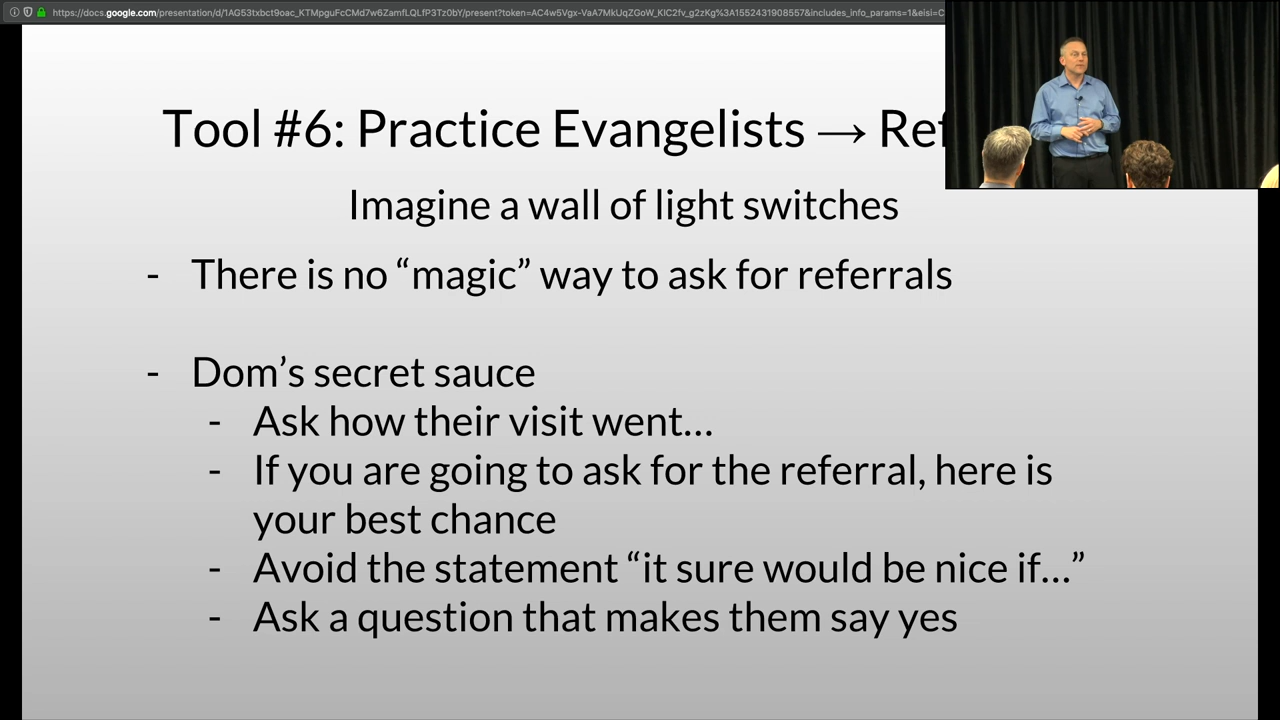 https://docs.google.com/presentation/d/1AG53txbct9oac_KTMpguFcCMd7w6ZamfLQLfP3Tz0bY/present?token=AC4w5Vgx-VaA7MkUqZGoW_KIC2fv_g2zKg%3A1552431908557&includes_info_params=1&eisi=C
Tool #6: Practice Evangelists → Ref
Imagine a wall of light switches
- There is no “magic” way to ask for referrals
- Dom’s secret sauce
- Ask how their visit went...
- If you are going to ask for the referral, here is
your best chance
- Avoid the statement “it sure would be nice if...”
- Ask a question that makes them say yes